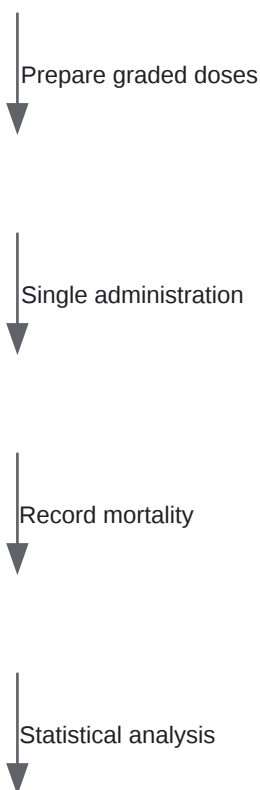 Prepare graded doses
Single administration
Record mortality
Statistical analysis